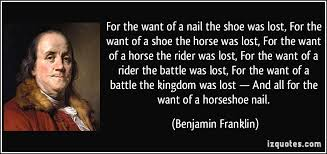 For the want of a nail the shoe was lost, For the
want of a shoe the horse was lost, For the want
of a horse the rider was lost, For the want of a
rider the battle was lost, For the want of a
battle the kingdom was lost — And all for the
want of a horseshoe nail.
(Benjamin Franklin)
izquotes.com